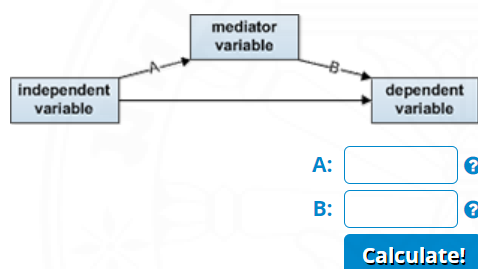 mediator
variable
A
B
independent
variable
dependent
variable
A:
?
B:
?
Calculate!